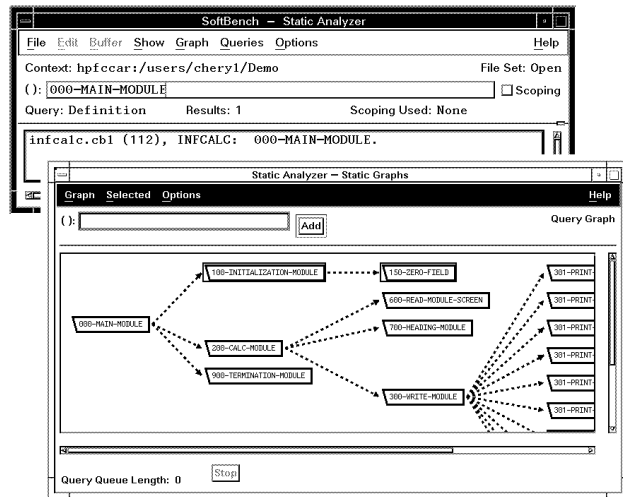 SoftBench – Static Analyzer
File Edit Buffer Show Graph Queries Options Help
Context: hpfccar:/users/chery1/Demo File Set: Open
(): 000-MAIN-MODULE Scoping
Query: Definition Results: 1 Scoping Used: None
infcalc.cbl (112), INFCALC: 000-MAIN-MODULE.
Static Analyzer – Static Graphs
Graph Selected Options Help
(): Add Query Graph
100-INITIALIZATION-MODULE 150-ZERO-FIELD 301-PRINT-
600-READ-MODULE-SCREEN 301-PRINT-
000-MAIN-MODULE 700-HEADING-MODULE 301-PRINT-
200-CALC-MODULE 301-PRINT-
900-TERMINATION-MODULE 301-PRINT-
300-WRITE-MODULE 301-PRINT-
Query Queue Length: 0 Stop